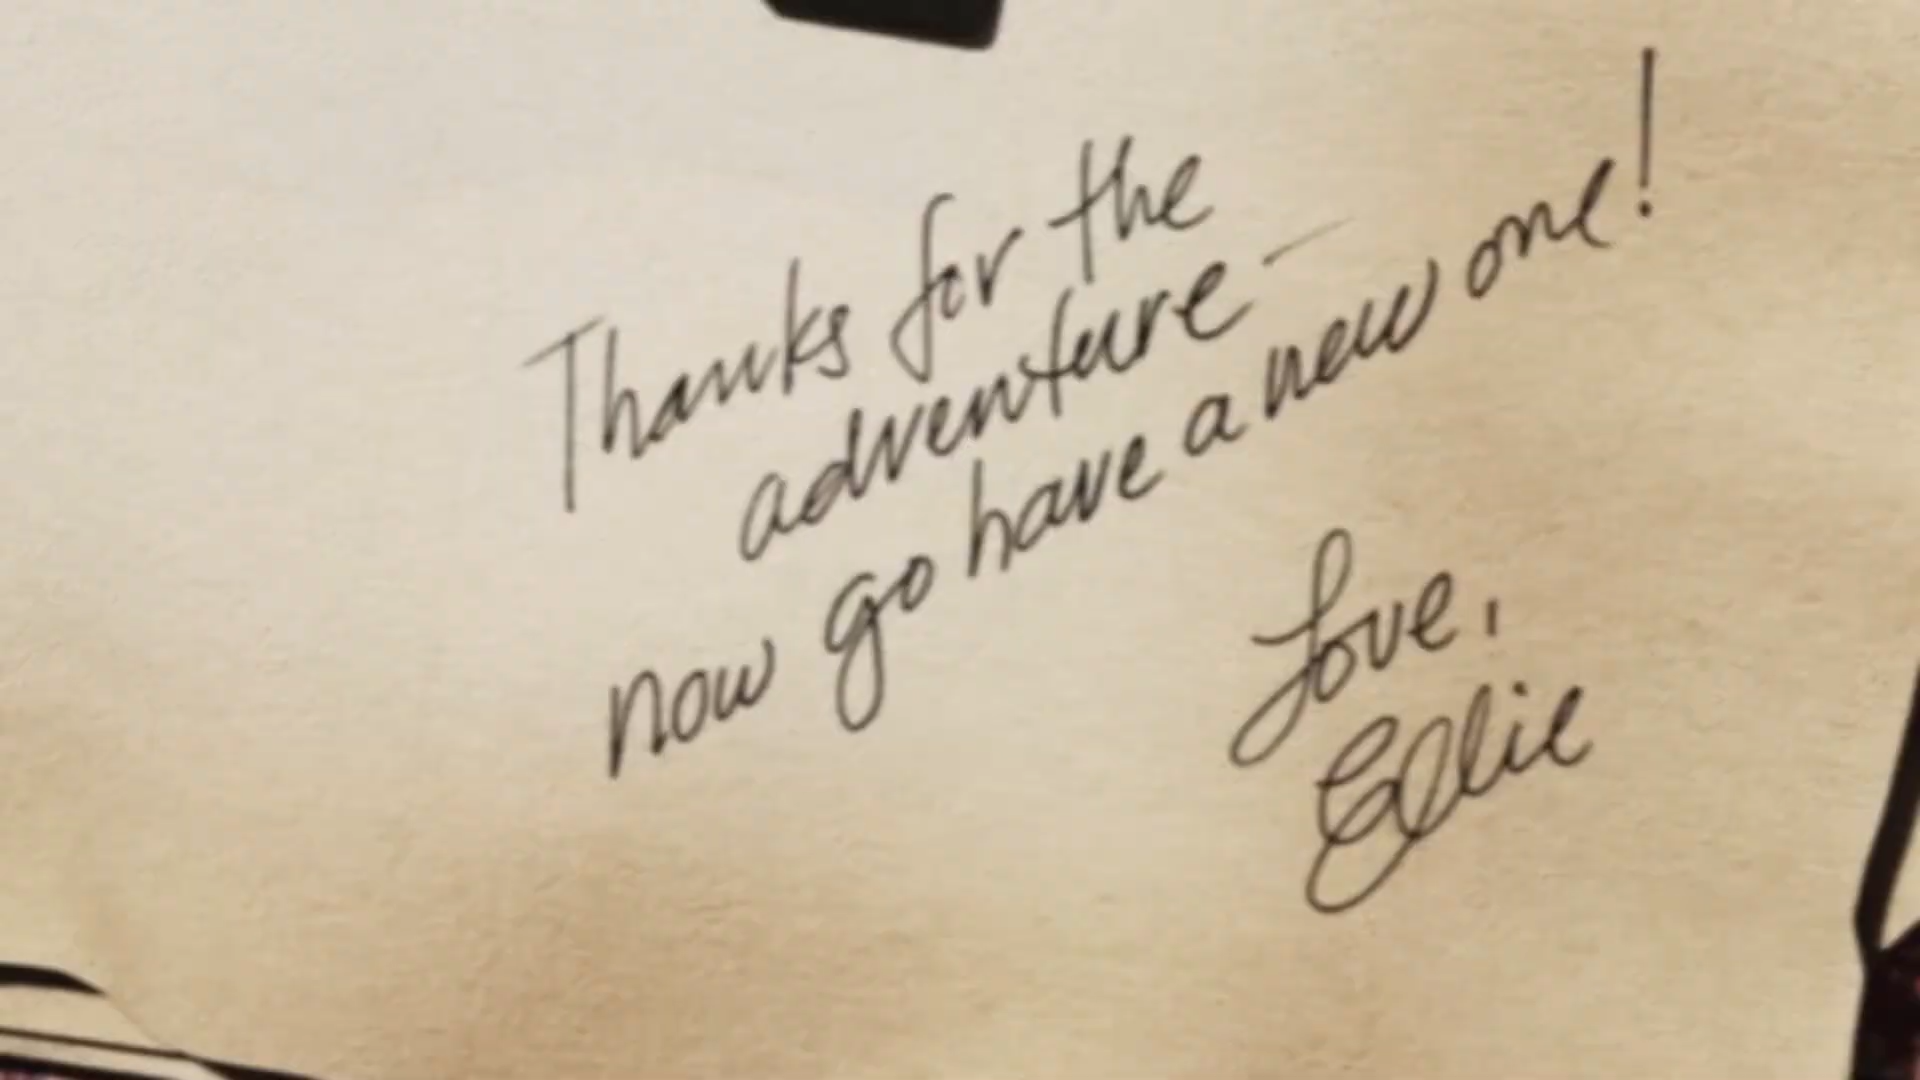 Thanks for the
adventure —
now go have a new one!
Love,
Ellie